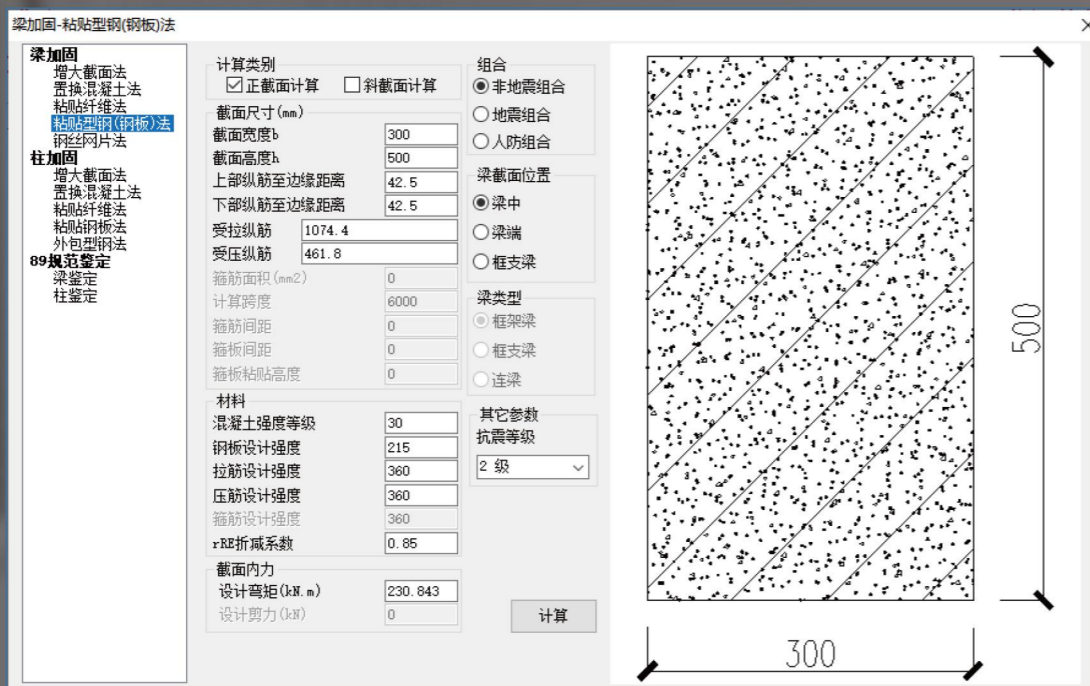 梁加固-粘贴型钢(钢板)法
梁加固
增大截面法
置换混凝土法
粘贴纤维法
粘贴型钢(钢板)法
钢丝网片法
柱加固
增大截面法
置换混凝土法
粘贴纤维法
粘贴钢板法
外包型钢法
89规范鉴定
梁鉴定
柱鉴定
计算类别
正截面计算 斜截面计算
截面尺寸(mm)
截面宽度b 300
截面高度h 500
上部纵筋至边缘距离 42.5
下部纵筋至边缘距离 42.5
受拉纵筋 1074.4
受压纵筋 461.8
箍筋面积(mm2) 0
计算跨度 6000
箍筋间距 0
箍板间距 0
箍板粘贴高度 0
材料
混凝土强度等级 30
钢板设计强度 215
拉筋设计强度 360
压筋设计强度 360
箍筋设计强度 360
rRE折减系数 0.85
截面内力
设计弯矩(kN.m) 230.843
设计剪力(kN) 0
组合
非地震组合
地震组合
人防组合
梁截面位置
梁中
梁端
框支梁
梁类型
框架梁
框支梁
连梁
其它参数
抗震等级
2 级
计算
500
300